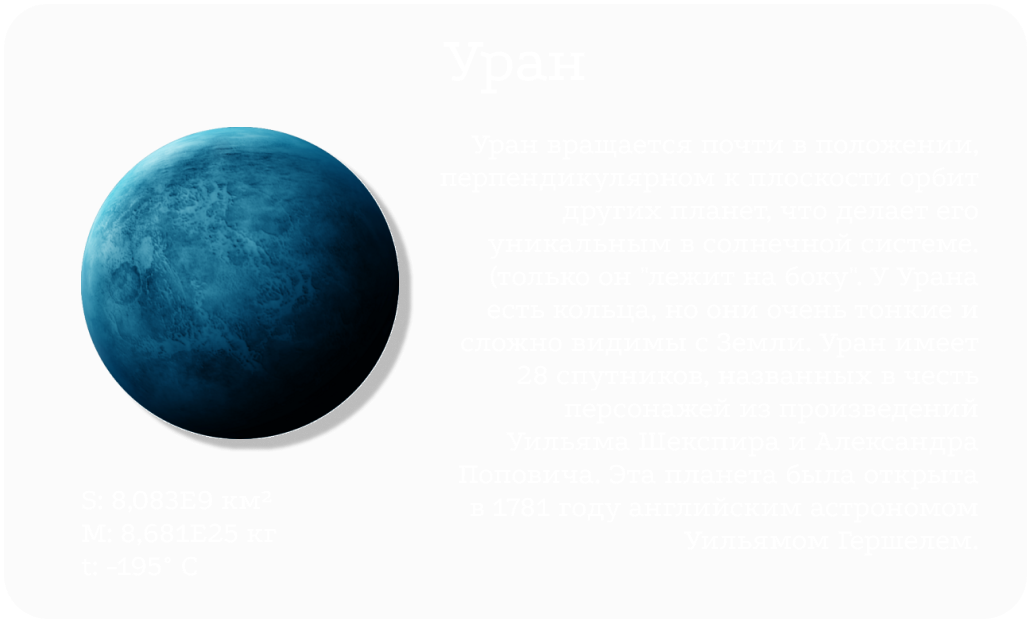 Уран
Уран вращается почти в положении,
перпендикулярном к плоскости орбит
других планет, что делает его
уникальным в солнечной системе,
(только он "лежит на боку". У Урана
есть кольца, но они очень тонкие и
сложно видимы с Земли. Уран имеет
28 спутников, названных в честь
персонажей из произведений
Уильяма Шекспира и Александра
Поповича. Эта планета была открыта
в 1781 году английским астрономом
Уильямом Гершелем.
S: 8,083E9 км²
M: 8,681E25 кг
t: -195° C